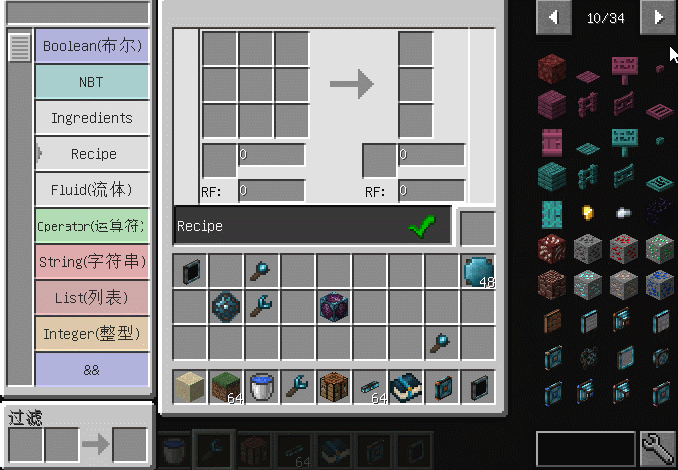 Boolean(布尔)
NBT
Ingredients
Recipe
Fluid(流体)
Operator(运算符)
String(字符串)
List(列表)
Integer(整型)
&&
过滤
0
0
RF:
0
RF:
0
Recipe
48
64
64
64
10/34